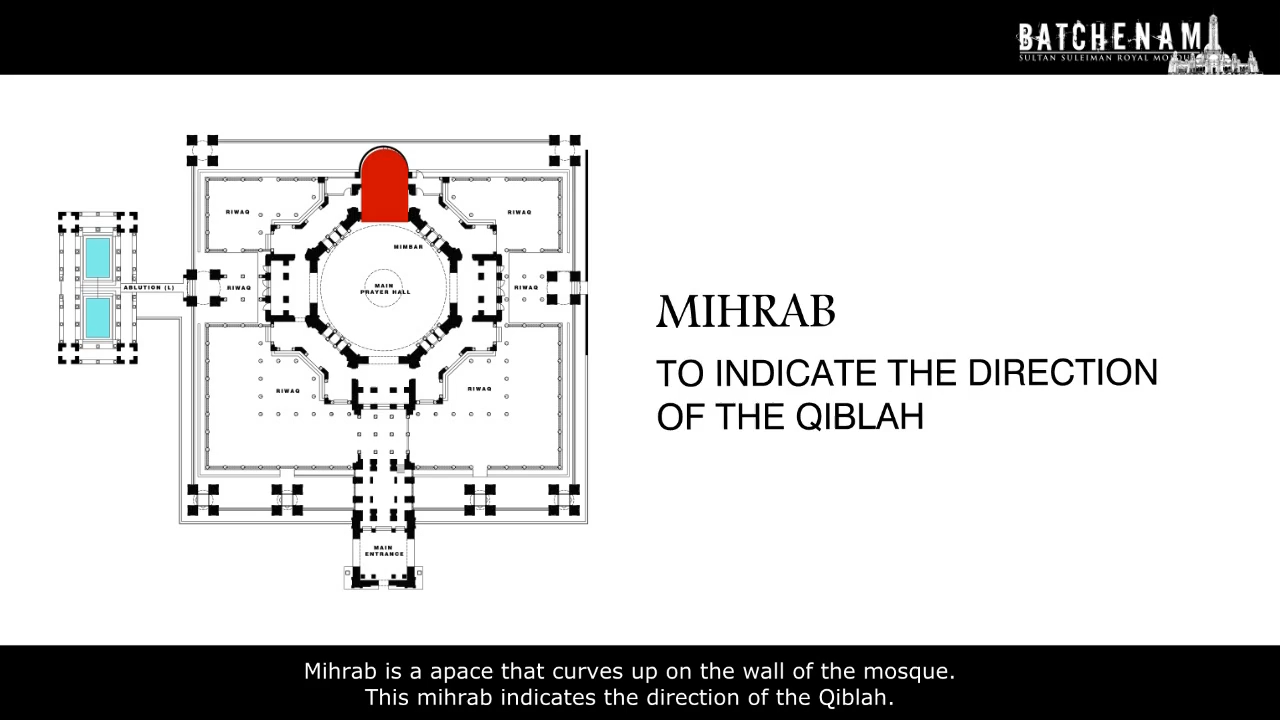 BATCHENAM
SULTAN SULEIMAN ROYAL
RIWAQ
RIWAQ
MIMBAR
ABLUTION (L)
RIWAQ
MAIN
PRAYER HALL
RIWAQ
RIWAQ
RIWAQ
MAIN
ENTRANCE
MIHRAB
TO INDICATE THE DIRECTION
OF THE QIBLAH
Mihrab is a apace that curves up on the wall of the mosque.
This mihrab indicates the direction of the Qiblah.